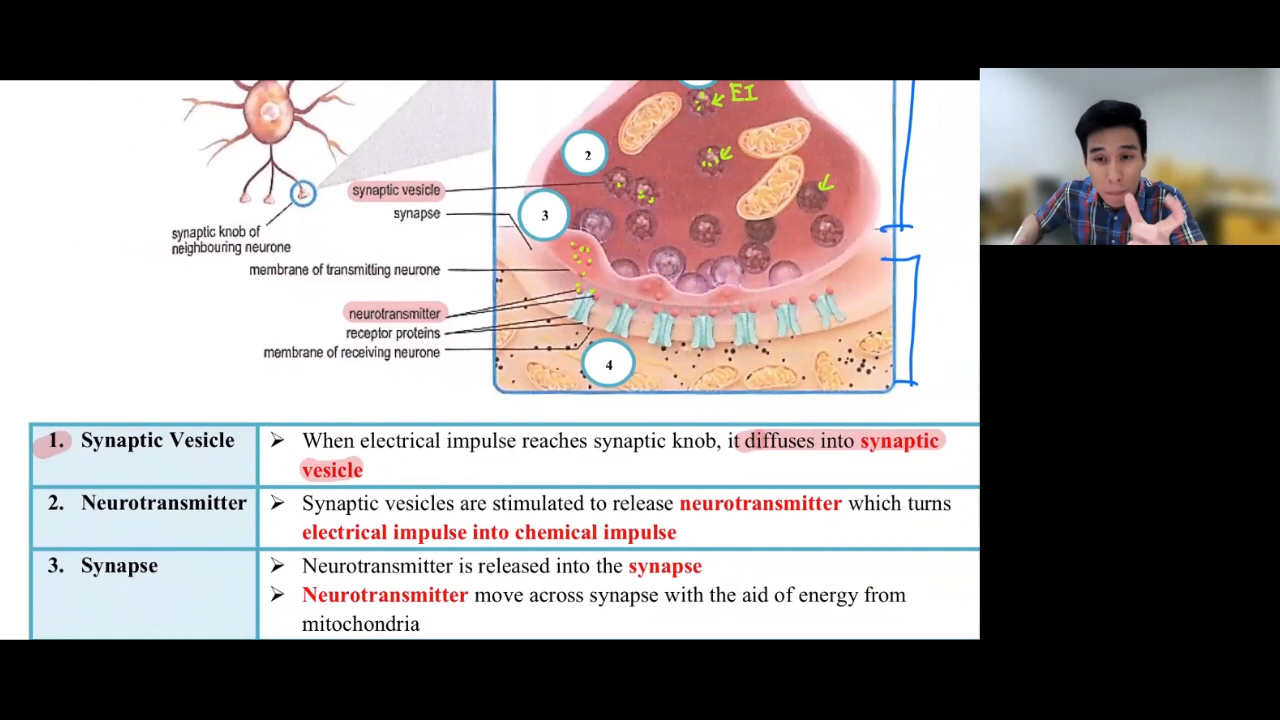 EI
2
synaptic vesicle
3
synapse
synaptic knob of
neighbouring neurone
membrane of transmitting neurone
neurotransmitter
receptor proteins
membrane of receiving neurone
4
1. Synaptic Vesicle
➢ When electrical impulse reaches synaptic knob, it diffuses into synaptic
vesicle
2. Neurotransmitter
➢ Synaptic vesicles are stimulated to release neurotransmitter which turns
electrical impulse into chemical impulse
3. Synapse
➢ Neurotransmitter is released into the synapse
➢ Neurotransmitter move across synapse with the aid of energy from
mitochondria